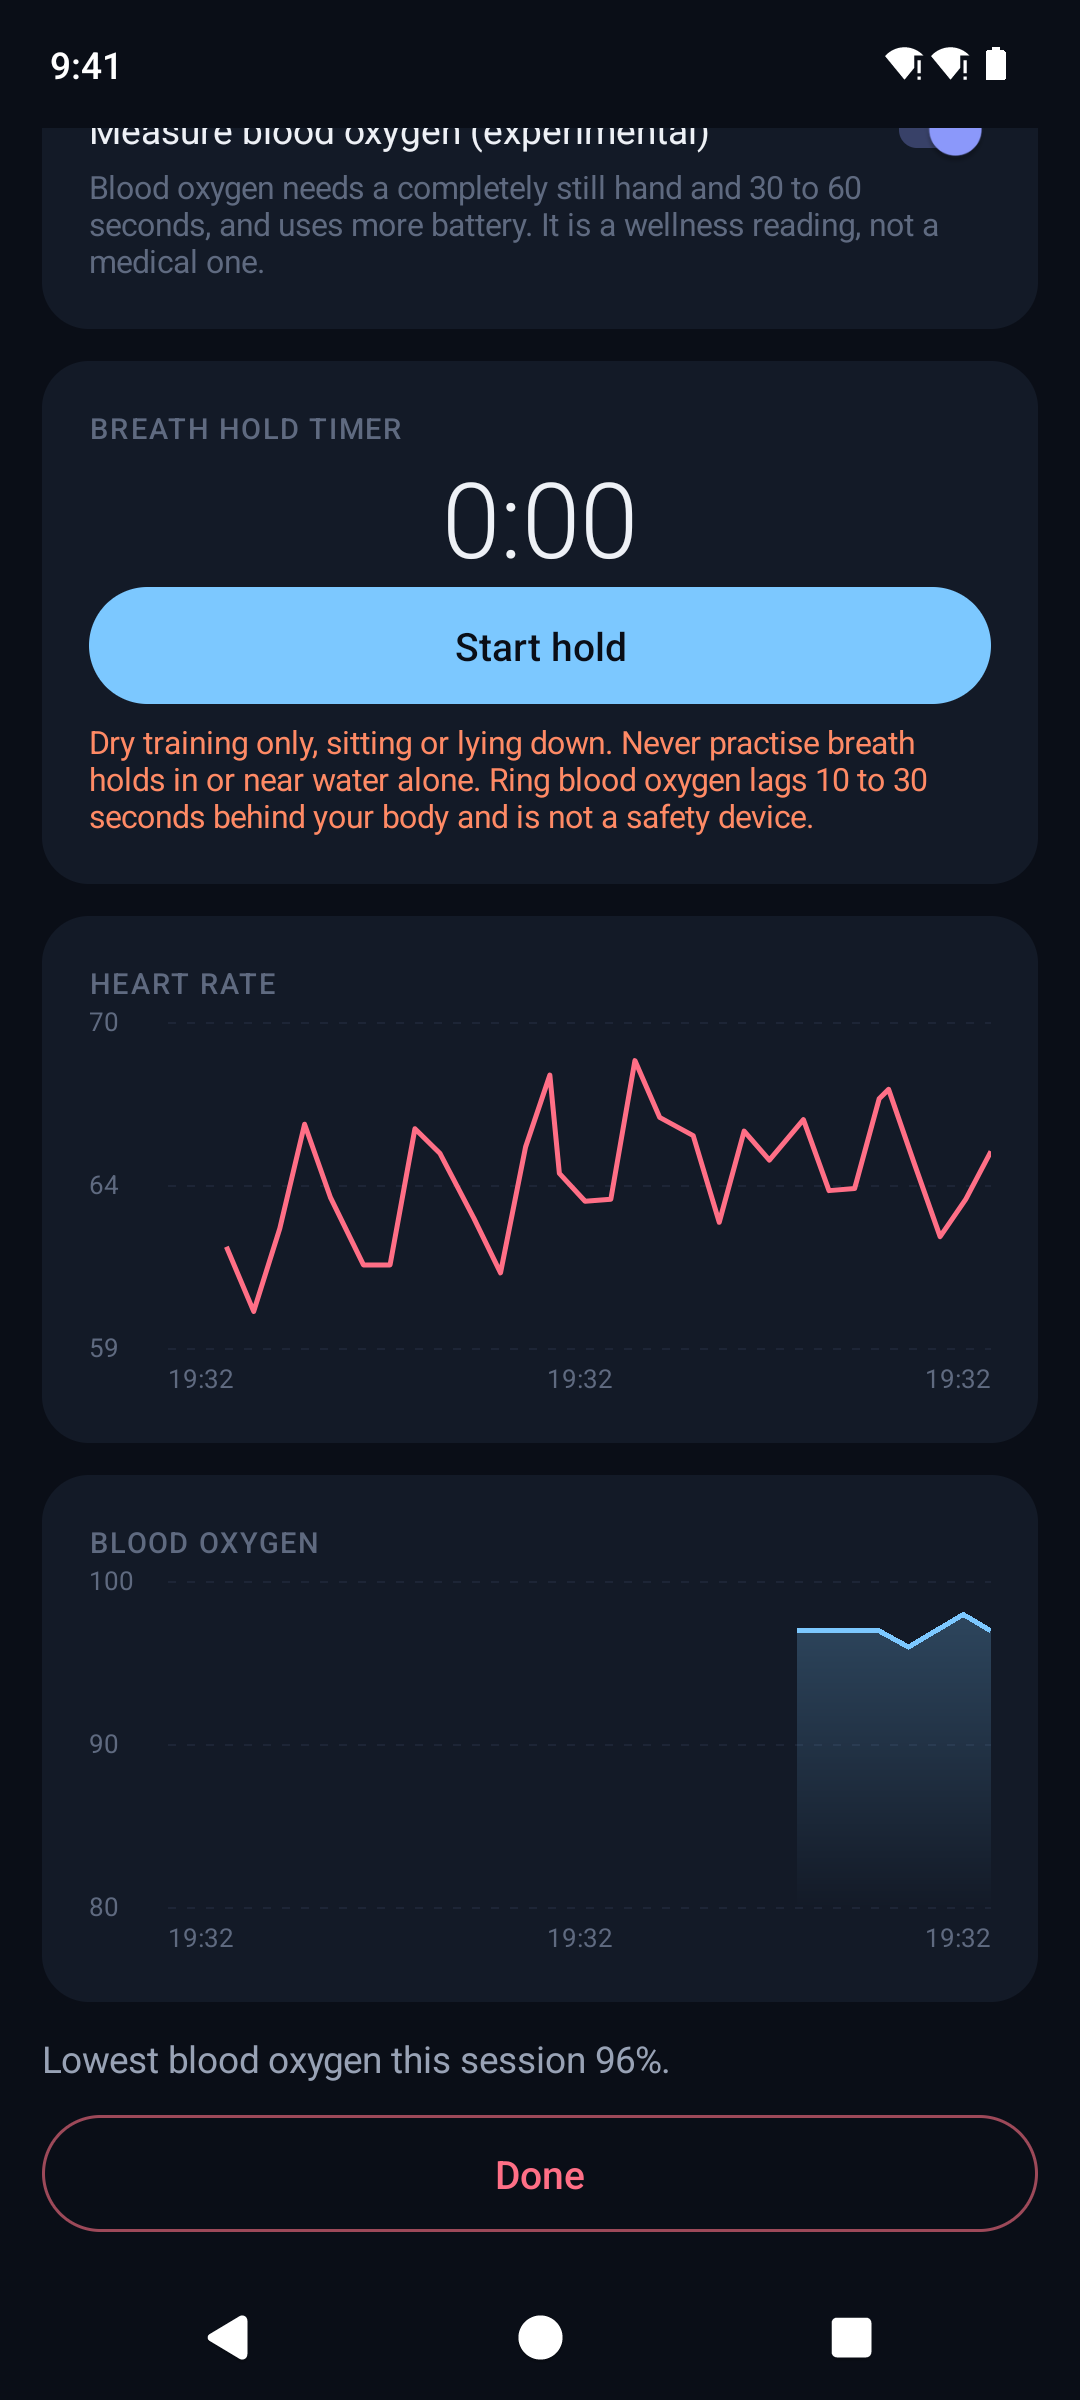 9:41
Measure blood oxygen (experimental)
Blood oxygen needs a completely still hand and 30 to 60
seconds, and uses more battery. It is a wellness reading, not a
medical one.
BREATH HOLD TIMER
0:00
Start hold
Dry training only, sitting or lying down. Never practise breath
holds in or near water alone. Ring blood oxygen lags 10 to 30
seconds behind your body and is not a safety device.
HEART RATE
70
64
59
19:32 19:32 19:32
BLOOD OXYGEN
100
90
80
19:32 19:32 19:32
Lowest blood oxygen this session 96%.
Done